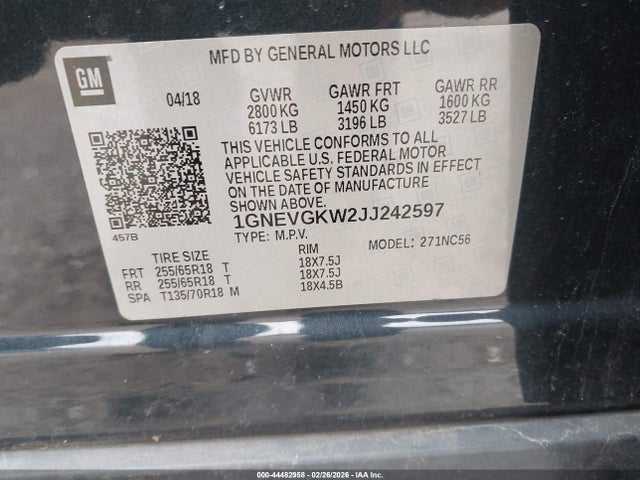 MFD BY GENERAL MOTORS LLC
GM
04/18
GVWR GAWR FRT GAWR RR
2800 KG 1450 KG 1600 KG
6173 LB 3196 LB 3527 LB
THIS VEHICLE CONFORMS TO ALL
APPLICABLE U.S. FEDERAL MOTOR
VEHICLE SAFETY STANDARDS IN EFFECT
ON THE DATE OF MANUFACTURE
SHOWN ABOVE.
1GNEVGKW2JJ242597
457B
TYPE: M.P.V. MODEL: 271NC56
TIRE SIZE RIM
FRT 255/65R18 T 18X7.5J
RR 255/65R18 T 18X7.5J
SPA T135/70R18 M 18X4.5B
000-44482958 - 02/26/2026 - IAA Inc.